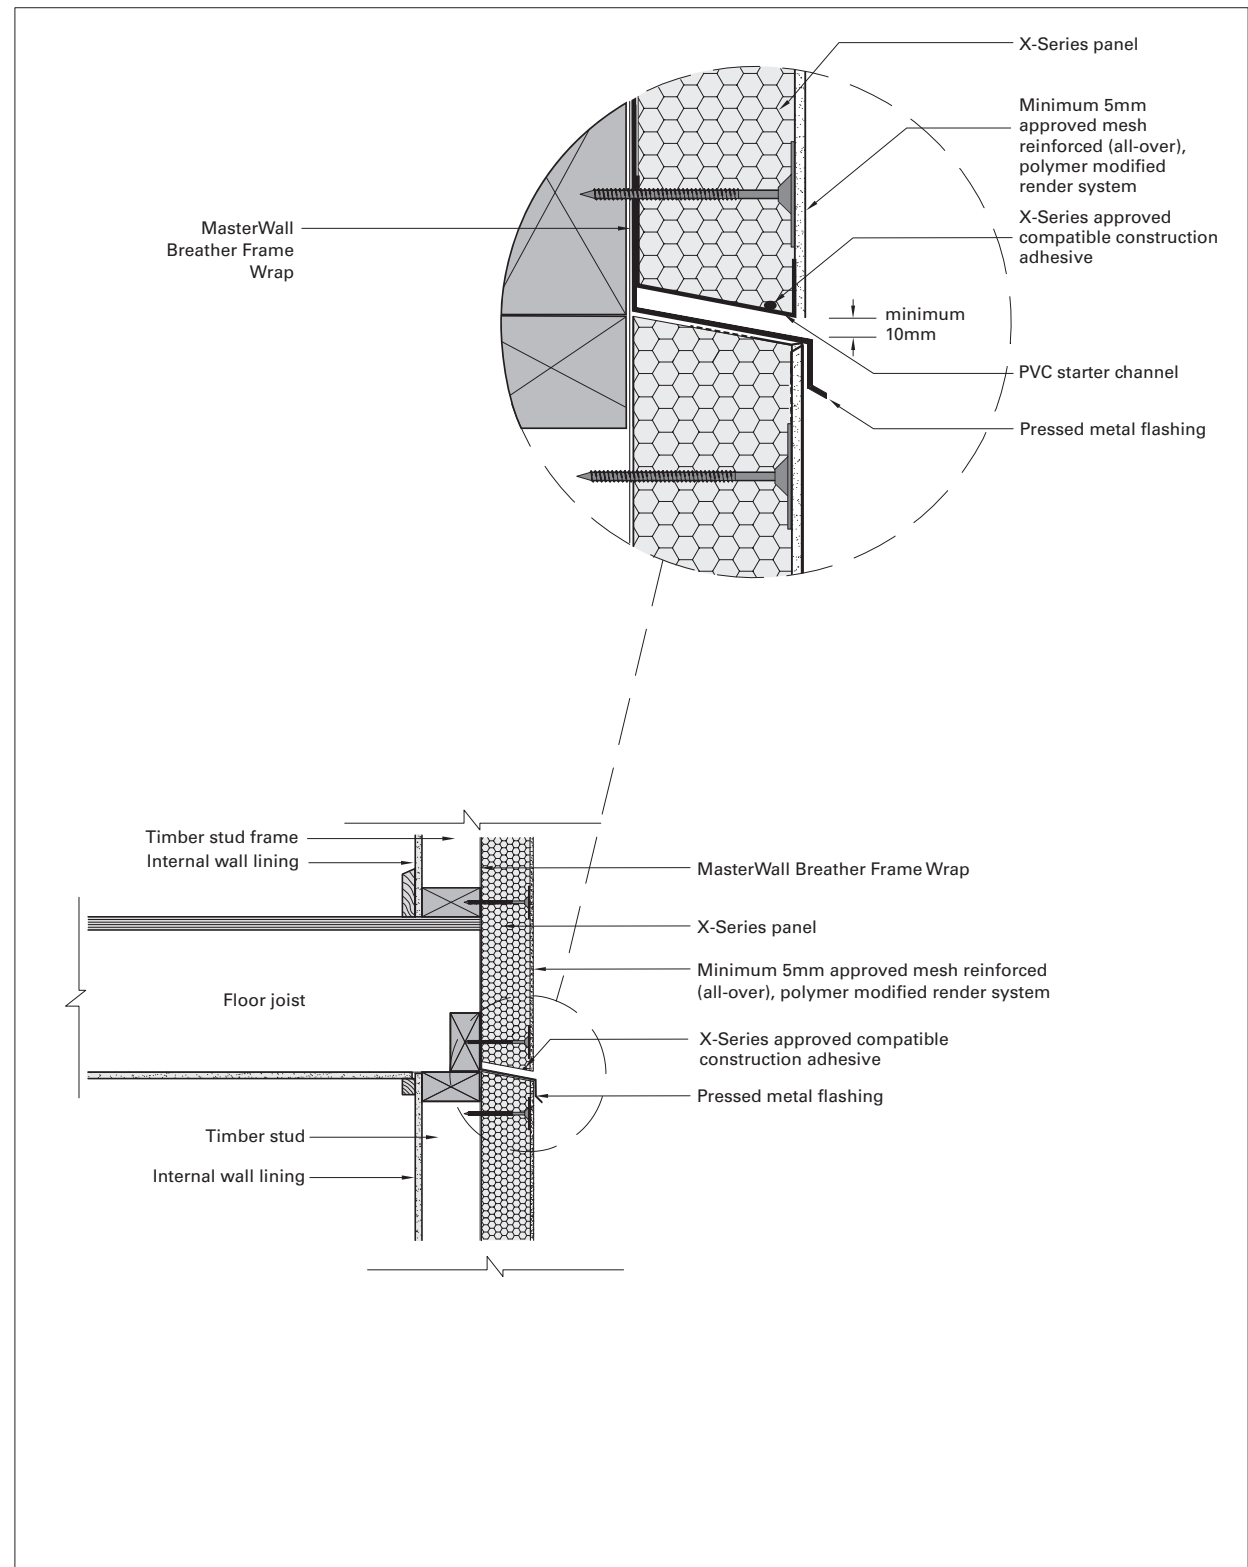 X-Series panel
Minimum 5mm
approved mesh
reinforced (all-over),
polymer modified
render system
X-Series approved
compatible construction
adhesive
MasterWall
Breather Frame
Wrap
minimum
10mm
PVC starter channel
Pressed metal flashing
Timber stud frame
Internal wall lining
MasterWall Breather Frame Wrap
X-Series panel
Minimum 5mm approved mesh reinforced
(all-over), polymer modified render system
Floor joist
X-Series approved compatible
construction adhesive
Pressed metal flashing
Timber stud
Internal wall lining